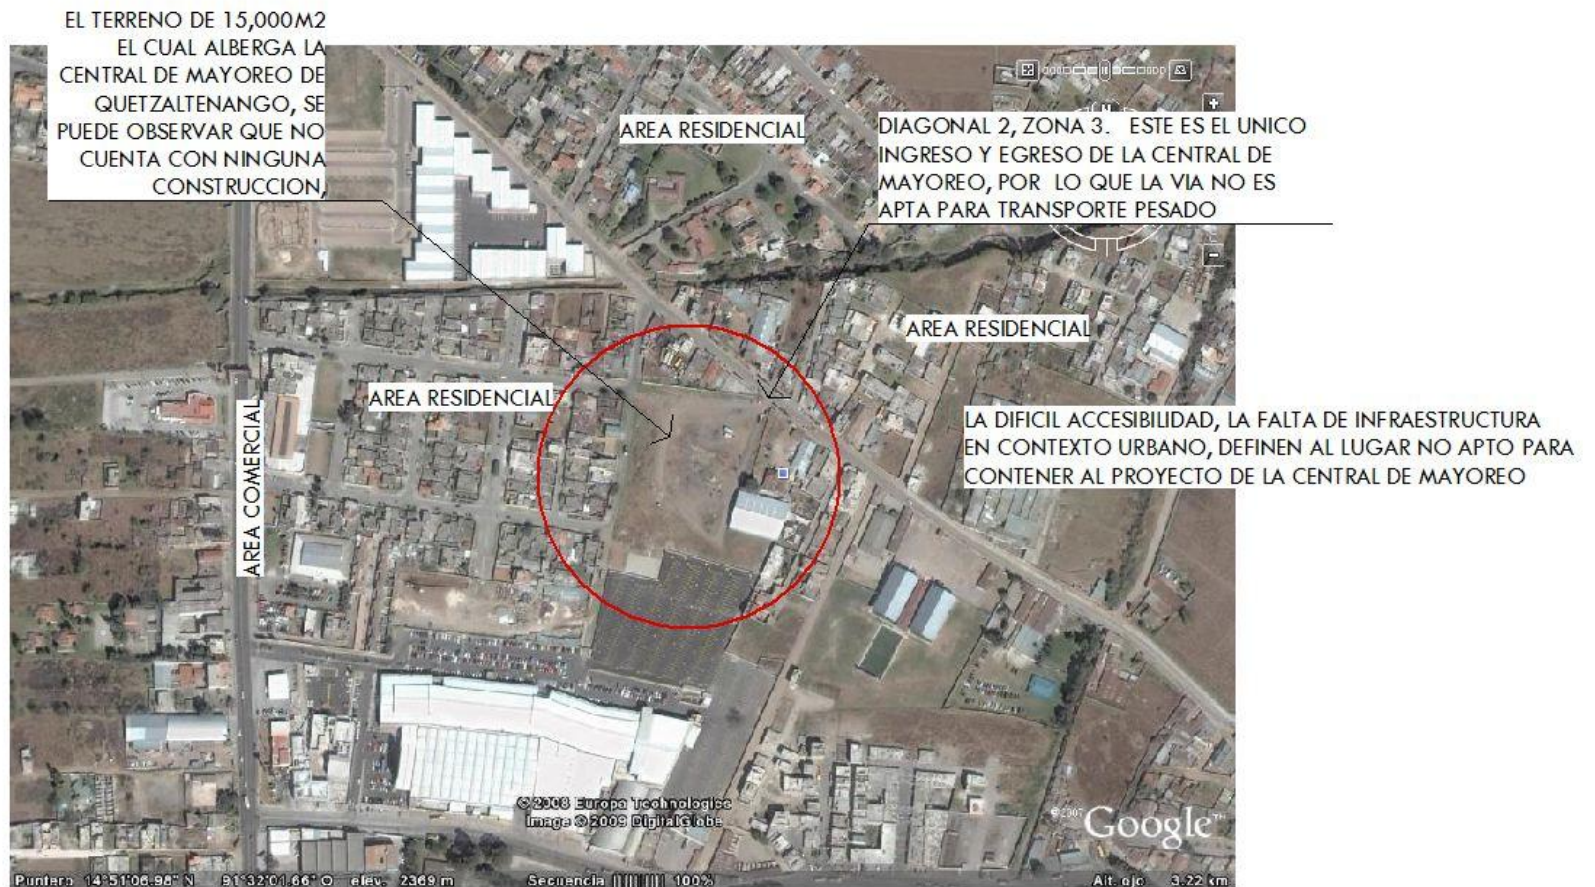 EL TERRENO DE 15,000M2
EL CUAL ALBERGA LA
CENTRAL DE MAYOREO DE
QUETZALTENANGO, SE
PUEDE OBSERVAR QUE NO
CUENTA CON NINGUNA
CONSTRUCCION,
AREA RESIDENCIAL
DIAGONAL 2, ZONA 3. ESTE ES EL UNICO
INGRESO Y EGRESO DE LA CENTRAL DE
MAYOREO, POR LO QUE LA VIA NO ES
APTA PARA TRANSPORTE PESADO
AREA RESIDENCIAL
AREA RESIDENCIAL
AREA COMERCIAL
LA DIFICIL ACCESIBILIDAD, LA FALTA DE INFRAESTRUCTURA
EN CONTEXTO URBANO, DEFINEN AL LUGAR NO APTO PARA
CONTENER AL PROYECTO DE LA CENTRAL DE MAYOREO
© 2008 Europa Technologies
Image © 2009 DigitalGlobe
© 2007 Google™
Puntero 14°51'06.98" N 91°32'01.66" O elev. 2369 m Secuencia |||||||||| 100% Alt. ojo 3.22 km